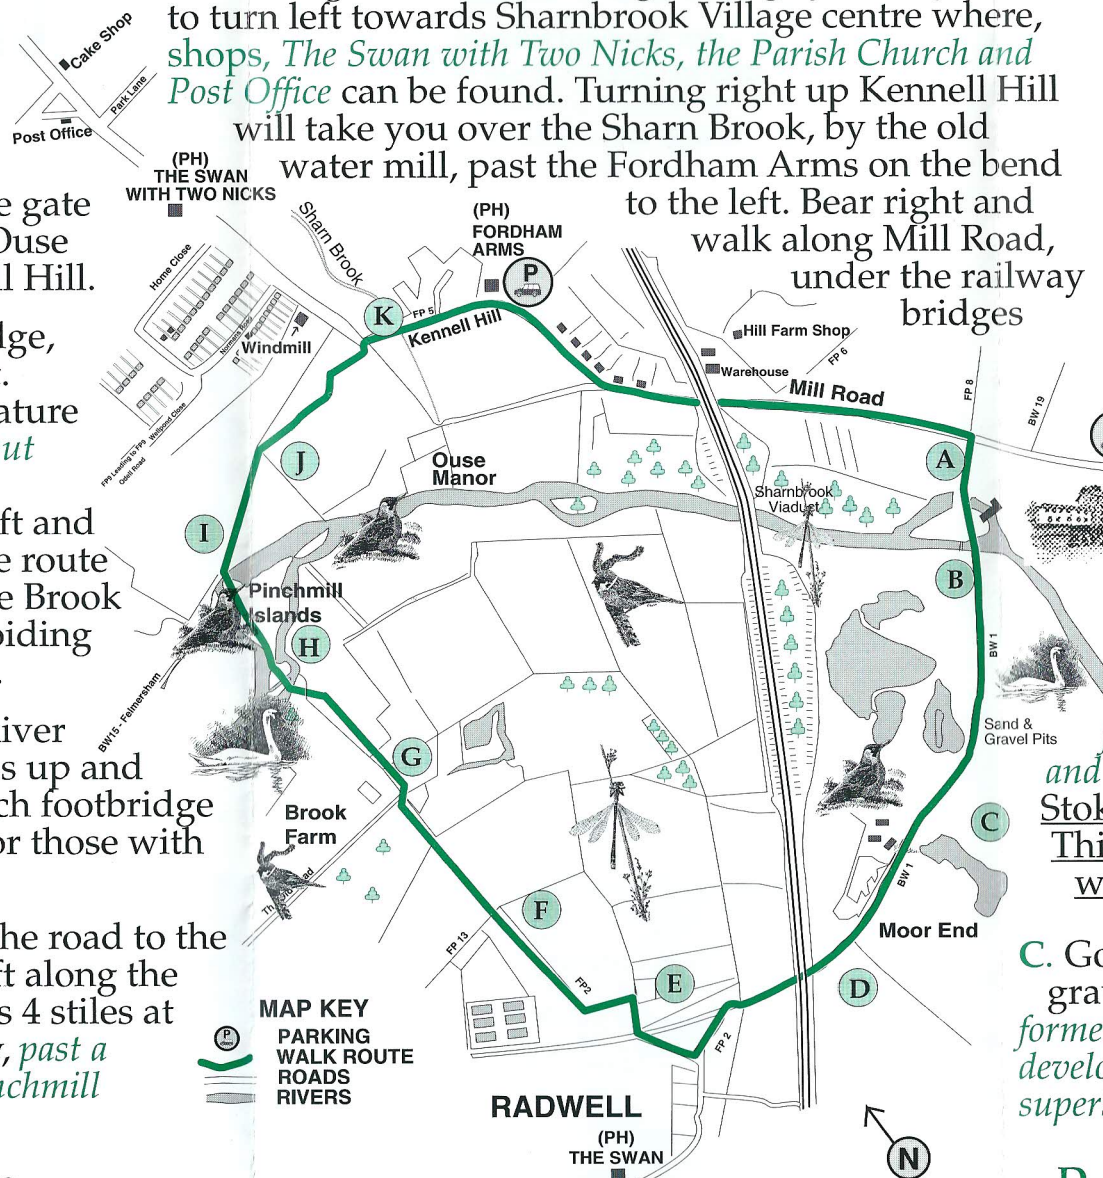 to turn left towards Sharnbrook Village centre where,
shops, The Swan with Two Nicks, the Parish Church and
Post Office can be found. Turning right up Kennell Hill
will take you over the Sharn Brook, by the old
water mill, past the Fordham Arms on the bend
to the left. Bear right and
walk along Mill Road,
under the railway
bridges
Cake Shop
Park Lane
Post Office
(PH)
THE SWAN
WITH TWO NICKS
e gate
Ouse
ll Hill.
dge,
ature
ut
ft and
e route
e Brook
iding
iver
s up and
ch footbridge
or those with
he road to the
ft along the
s 4 stiles at
, past a
nchmill
Sharn Brook
(PH)
FORDHAM
ARMS
P
Home Close
Normans Road
Windmill
Wellpond Close
FP9 Leading to FP9
Odell Road
K
FP 5
Kennell Hill
Hill Farm Shop
FP 6
Warehouse
Mill Road
FP 8
BW 19
A
J
Ouse
Manor
Sharnbrook
Viaduct
I
B
Pinchmill
Islands
H
BW 1
BW15 - Felmersham
Sand &
Gravel Pits
G
Brook
Farm
C
BW 1
F
Moor End
FP 13
FP2
E
D
FP 2
MAP KEY
P
PARKING
WALK ROUTE
ROADS
RIVERS
RADWELL
(PH)
THE SWAN
N
and
Stok
Thi
w
C. Go
gra
forme
develo
super